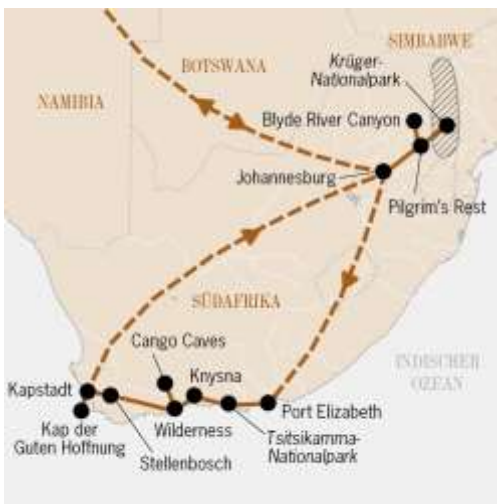 SIMBABWE
Krüger-
Nationalpark
BOTSWANA
NAMIBIA
Blyde River Canyon
Johannesburg
Pilgrim's Rest
SÜDAFRIKA
Cango Caves
INDISCHER
OZEAN
Knysna
Kapstadt
Port Elizabeth
Kap der
Guten Hoffnung
Wilderness
Tsitsikamma-
Nationalpark
Stellenbosch